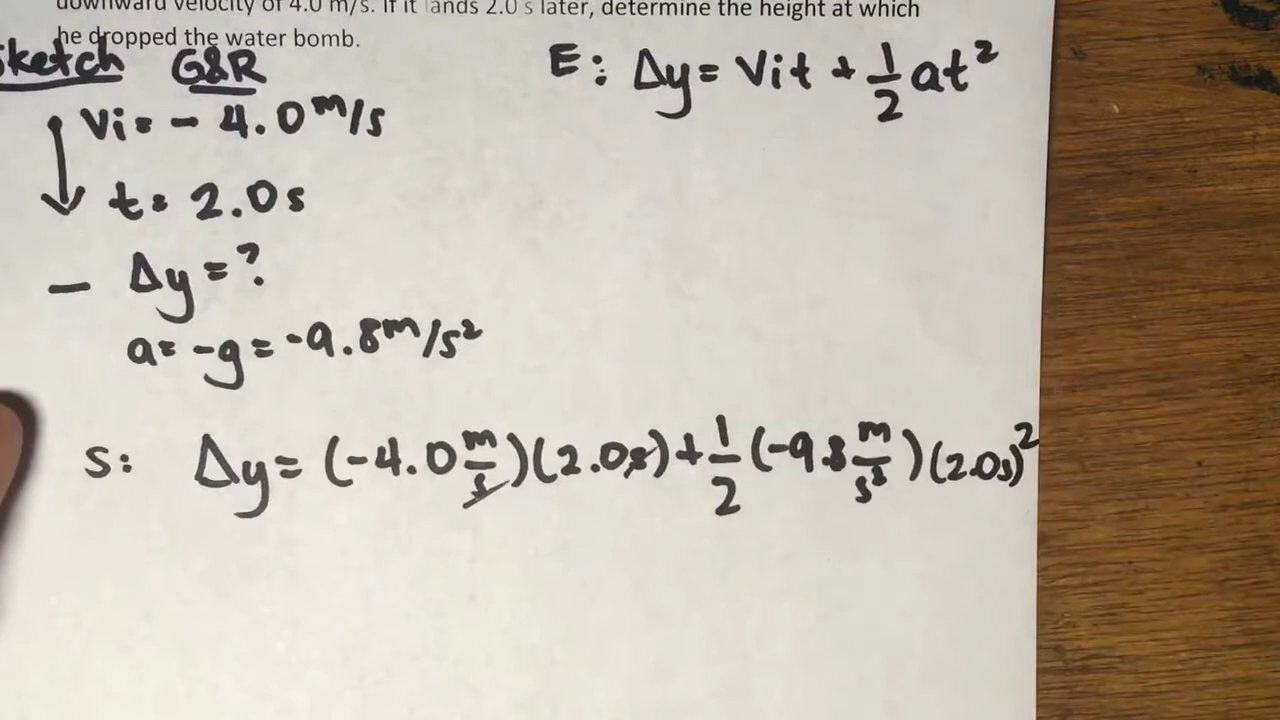 downward velocity of 4.0 m/s. If it lands 2.0 s later, determine the height at which
he dropped the water bomb.
Sketch G&R
E: Δy = Vit + 1/2 at²
Vi = - 4.0 m/s
t = 2.0 s
- Δy = ?
a = -g = -9.8 m/s²
S: Δy = (-4.0 m/s)(2.0s) + 1/2 (-9.8 m/s²)(2.0s)²